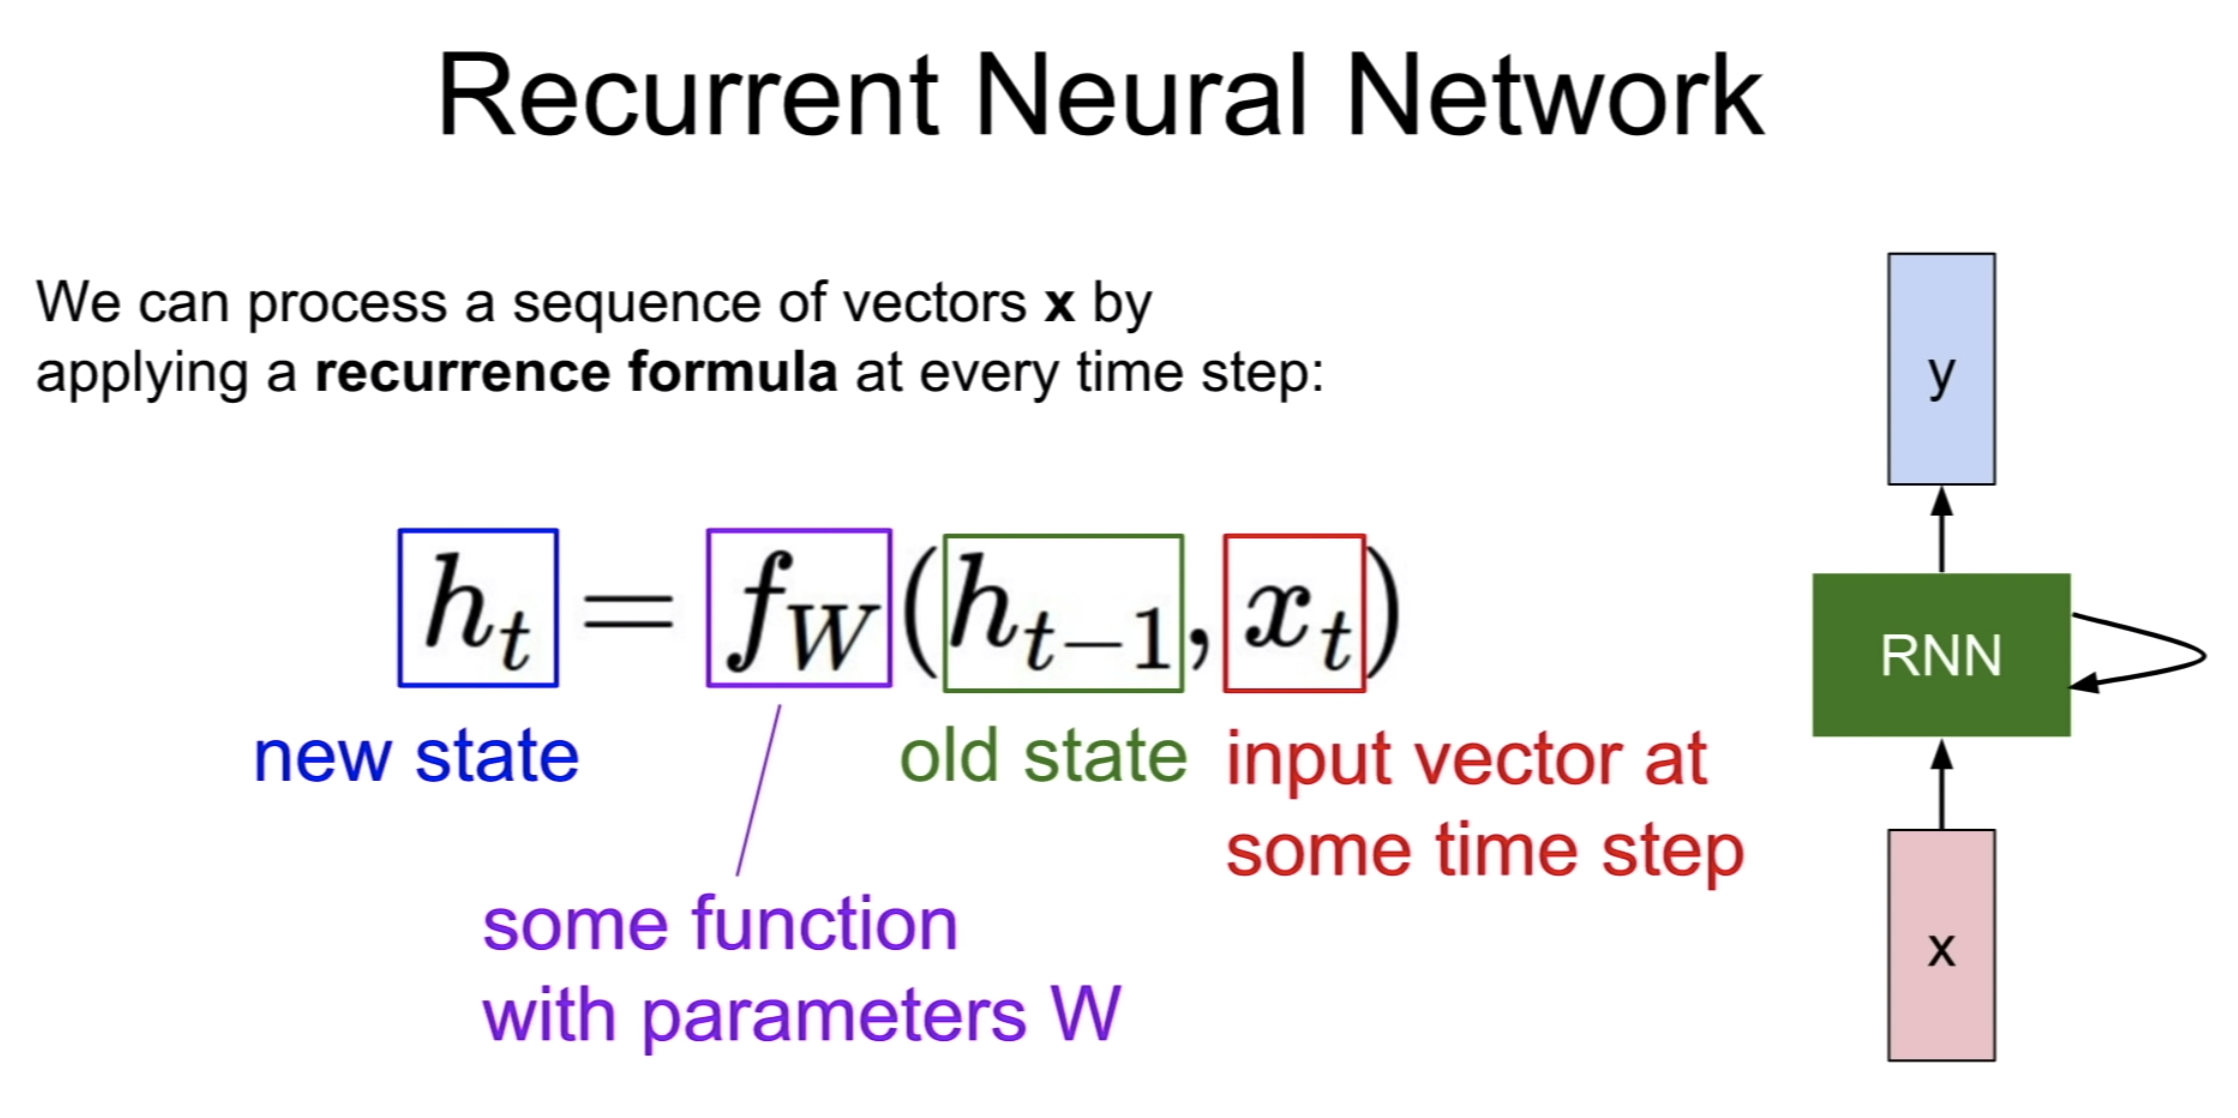 Recurrent Neural Network
We can process a sequence of vectors x by
applying a recurrence formula at every time step:
h_t = f_W(h_{t-1}, x_t)
new state
old state
input vector at
some time step
some function
with parameters W
y
RNN
x